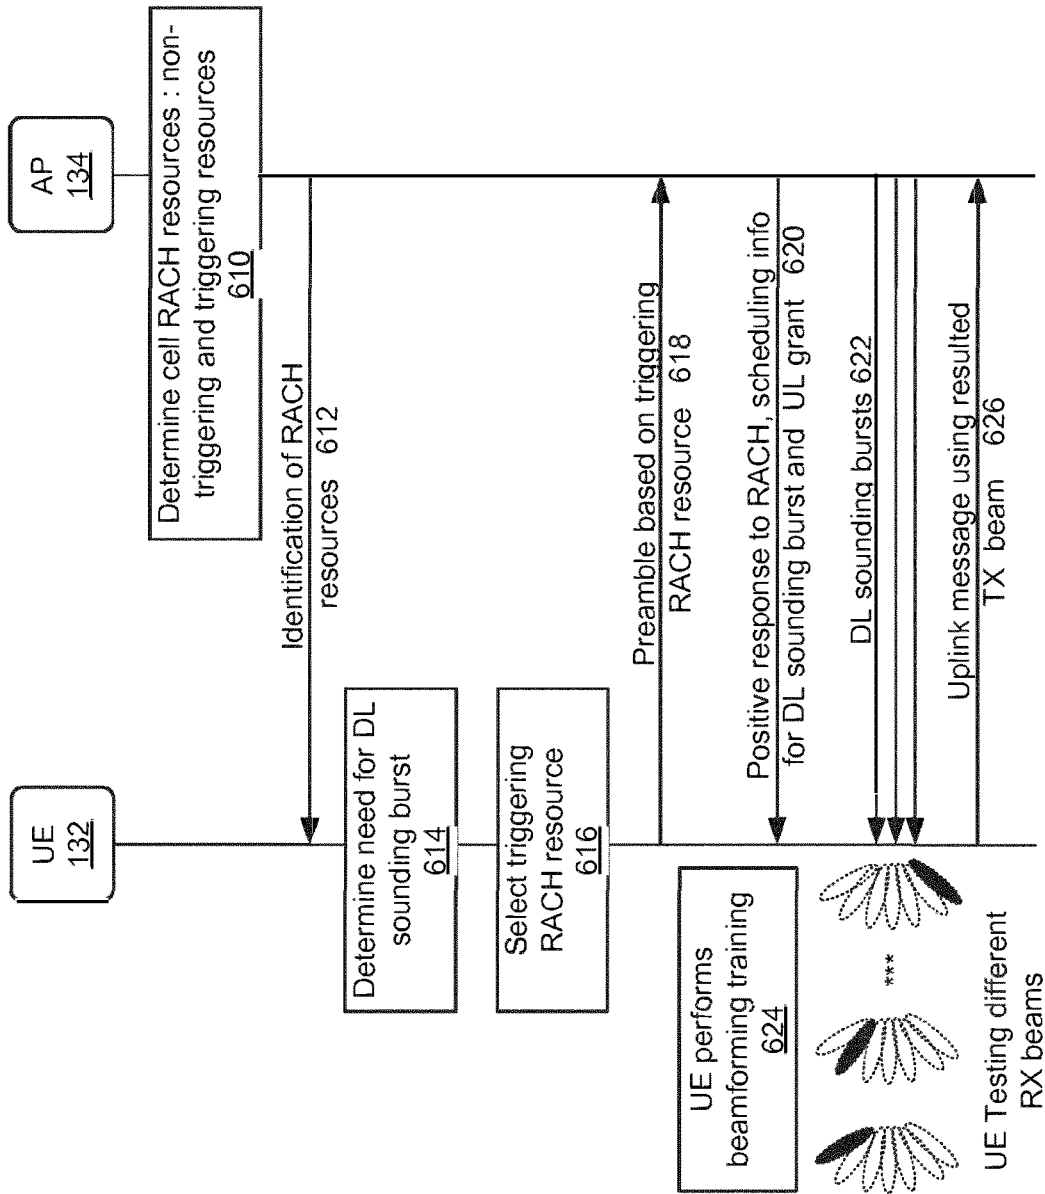 UE
132
AP
134
Determine cell RACH resources : non-
triggering and triggering resources
610
Identification of RACH
resources 612
Determine need for DL
sounding burst
614
Select triggering
RACH resource
616
Preamble based on triggering
RACH resource 618
Positive response to RACH, scheduling info
for DL sounding burst and UL grant 620
DL sounding bursts 622
UE performs
beamforming training
624
***
UE Testing different
RX beams
Uplink message using resulted
TX beam 626